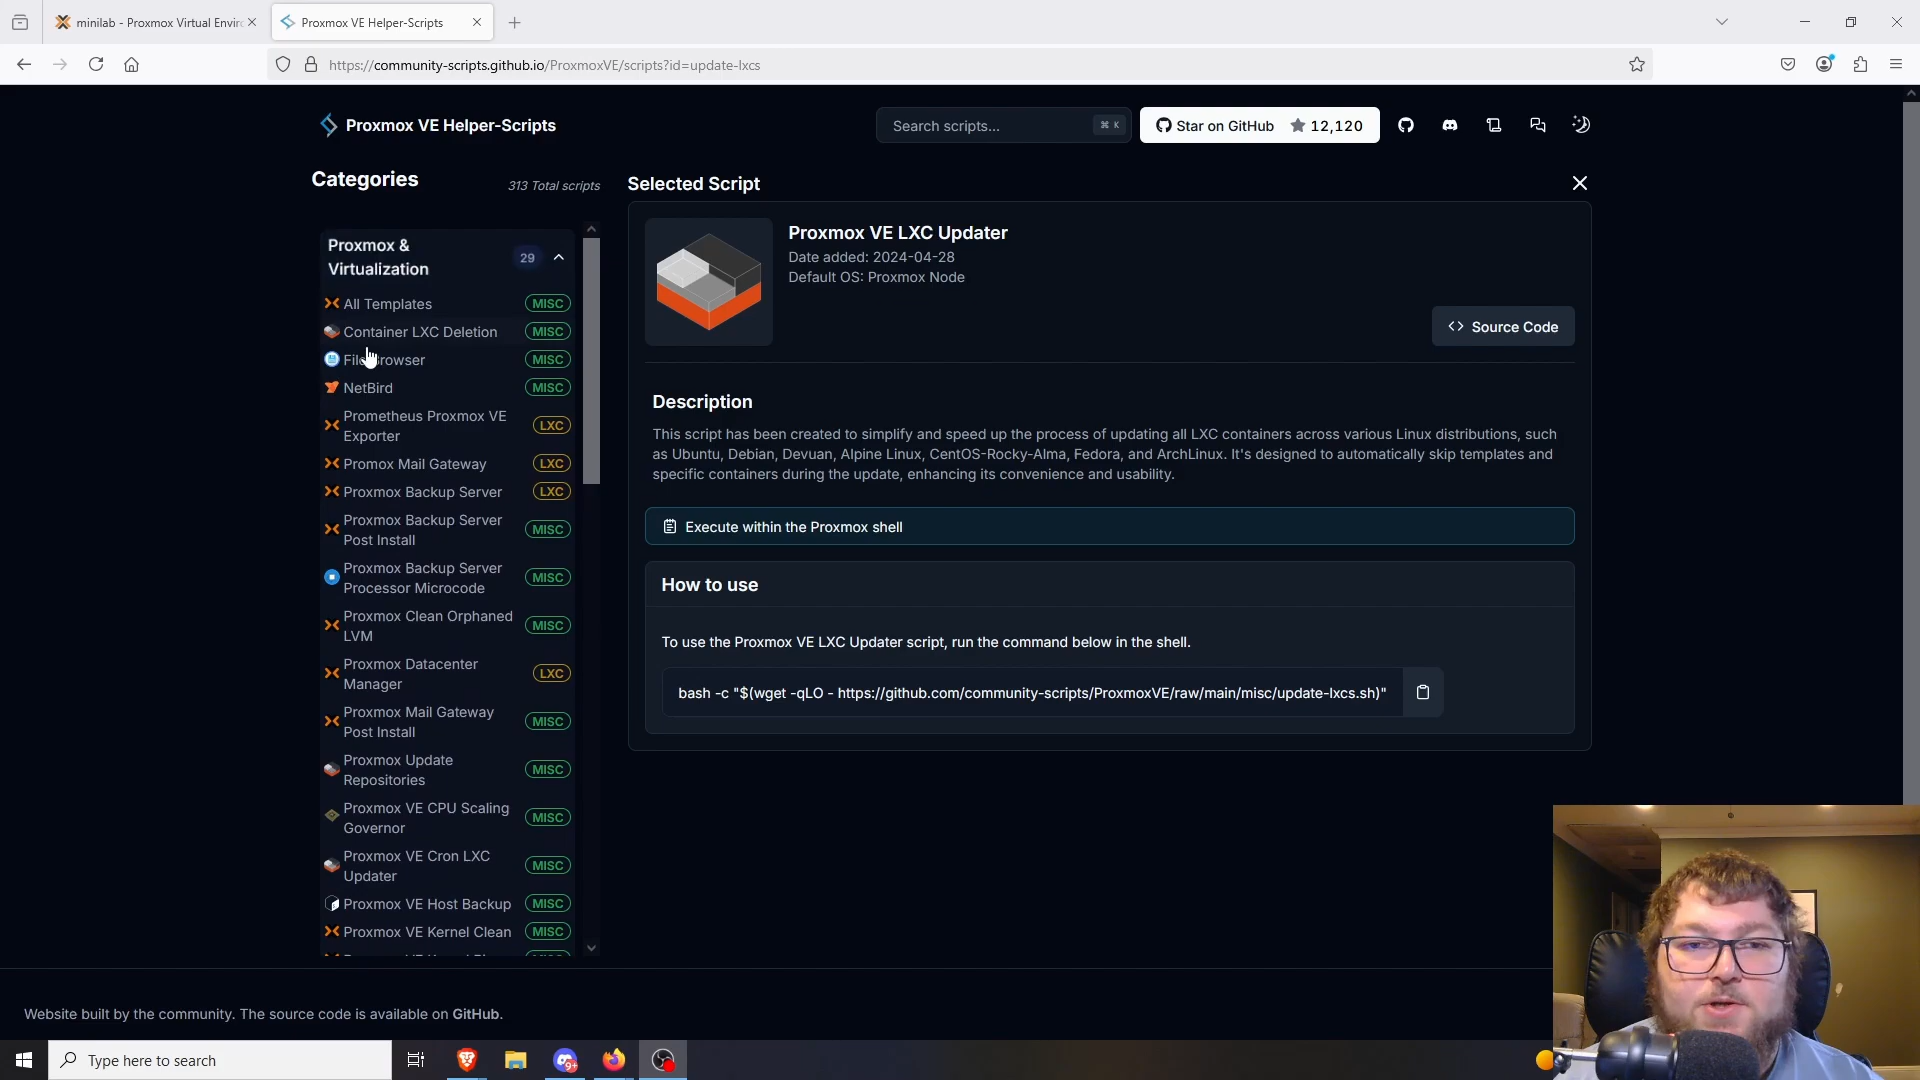 minilab - Proxmox Virtual Envir
Proxmox VE Helper-Scripts
https://community-scripts.github.io/ProxmoxVE/scripts?id=update-lxcs
Proxmox VE Helper-Scripts
Search scripts...
⌘ K
Star on GitHub
12,120
Categories
313 Total scripts
Proxmox &
Virtualization
29
All Templates
MISC
Container LXC Deletion
MISC
File Browser
MISC
NetBird
MISC
Prometheus Proxmox VE
Exporter
LXC
Promox Mail Gateway
LXC
Proxmox Backup Server
LXC
Proxmox Backup Server
Post Install
MISC
Proxmox Backup Server
Processor Microcode
MISC
Proxmox Clean Orphaned
LVM
MISC
Proxmox Datacenter
Manager
LXC
Proxmox Mail Gateway
Post Install
MISC
Proxmox Update
Repositories
MISC
Proxmox VE CPU Scaling
Governor
MISC
Proxmox VE Cron LXC
Updater
MISC
Proxmox VE Host Backup
MISC
Proxmox VE Kernel Clean
MISC
Selected Script
Proxmox VE LXC Updater
Date added: 2024-04-28
Default OS: Proxmox Node
<> Source Code
Description
This script has been created to simplify and speed up the process of updating all LXC containers across various Linux distributions, such
as Ubuntu, Debian, Devuan, Alpine Linux, CentOS-Rocky-Alma, Fedora, and ArchLinux. It's designed to automatically skip templates and
specific containers during the update, enhancing its convenience and usability.
Execute within the Proxmox shell
How to use
To use the Proxmox VE LXC Updater script, run the command below in the shell.
bash -c "$(wget -qLO - https://github.com/community-scripts/ProxmoxVE/raw/main/misc/update-lxcs.sh)"
Website built by the community. The source code is available on GitHub.
Type here to search
9+